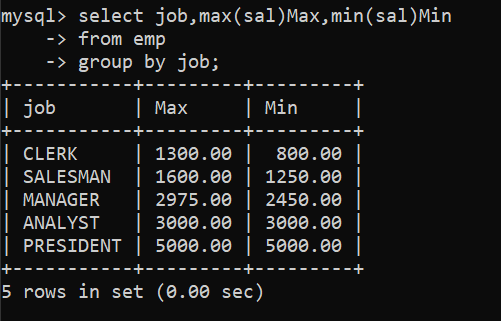 mysql> select job,max(sal)Max,min(sal)Min
    -> from emp
    -> group by job;
+-----------+---------+---------+
| job       | Max     | Min     |
+-----------+---------+---------+
| CLERK     | 1300.00 |  800.00 |
| SALESMAN  | 1600.00 | 1250.00 |
| MANAGER   | 2975.00 | 2450.00 |
| ANALYST   | 3000.00 | 3000.00 |
| PRESIDENT | 5000.00 | 5000.00 |
+-----------+---------+---------+
5 rows in set (0.00 sec)